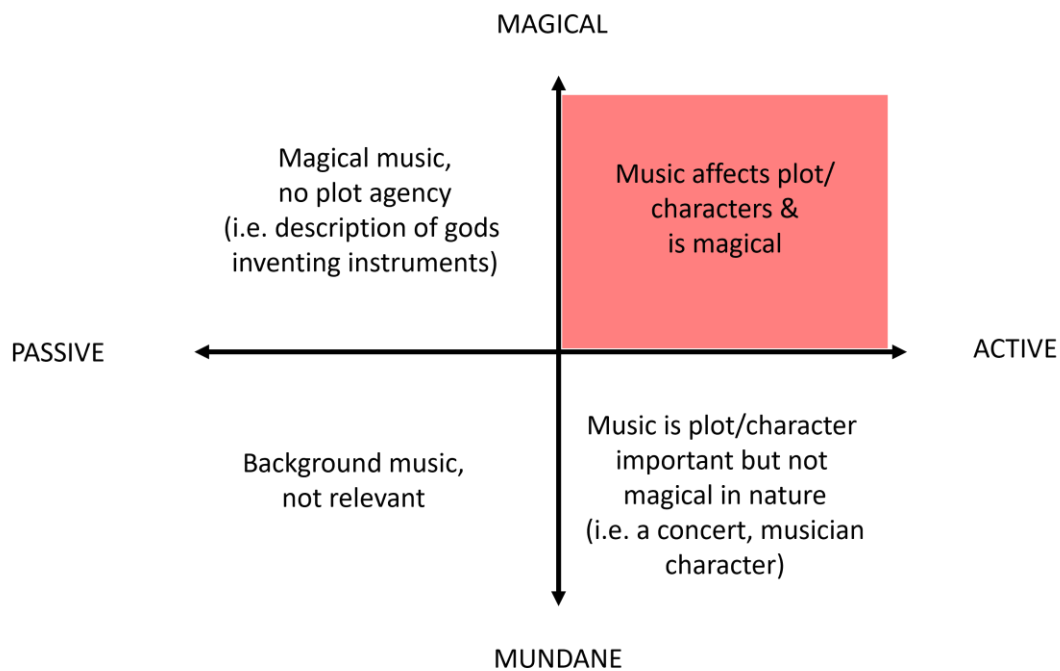 MAGICAL
Magical music,
no plot agency
(i.e. description of gods
inventing instruments)
Music affects plot/
characters &
is magical
PASSIVE
ACTIVE
Background music,
not relevant
Music is plot/character
important but not
magical in nature
(i.e. a concert, musician
character)
MUNDANE